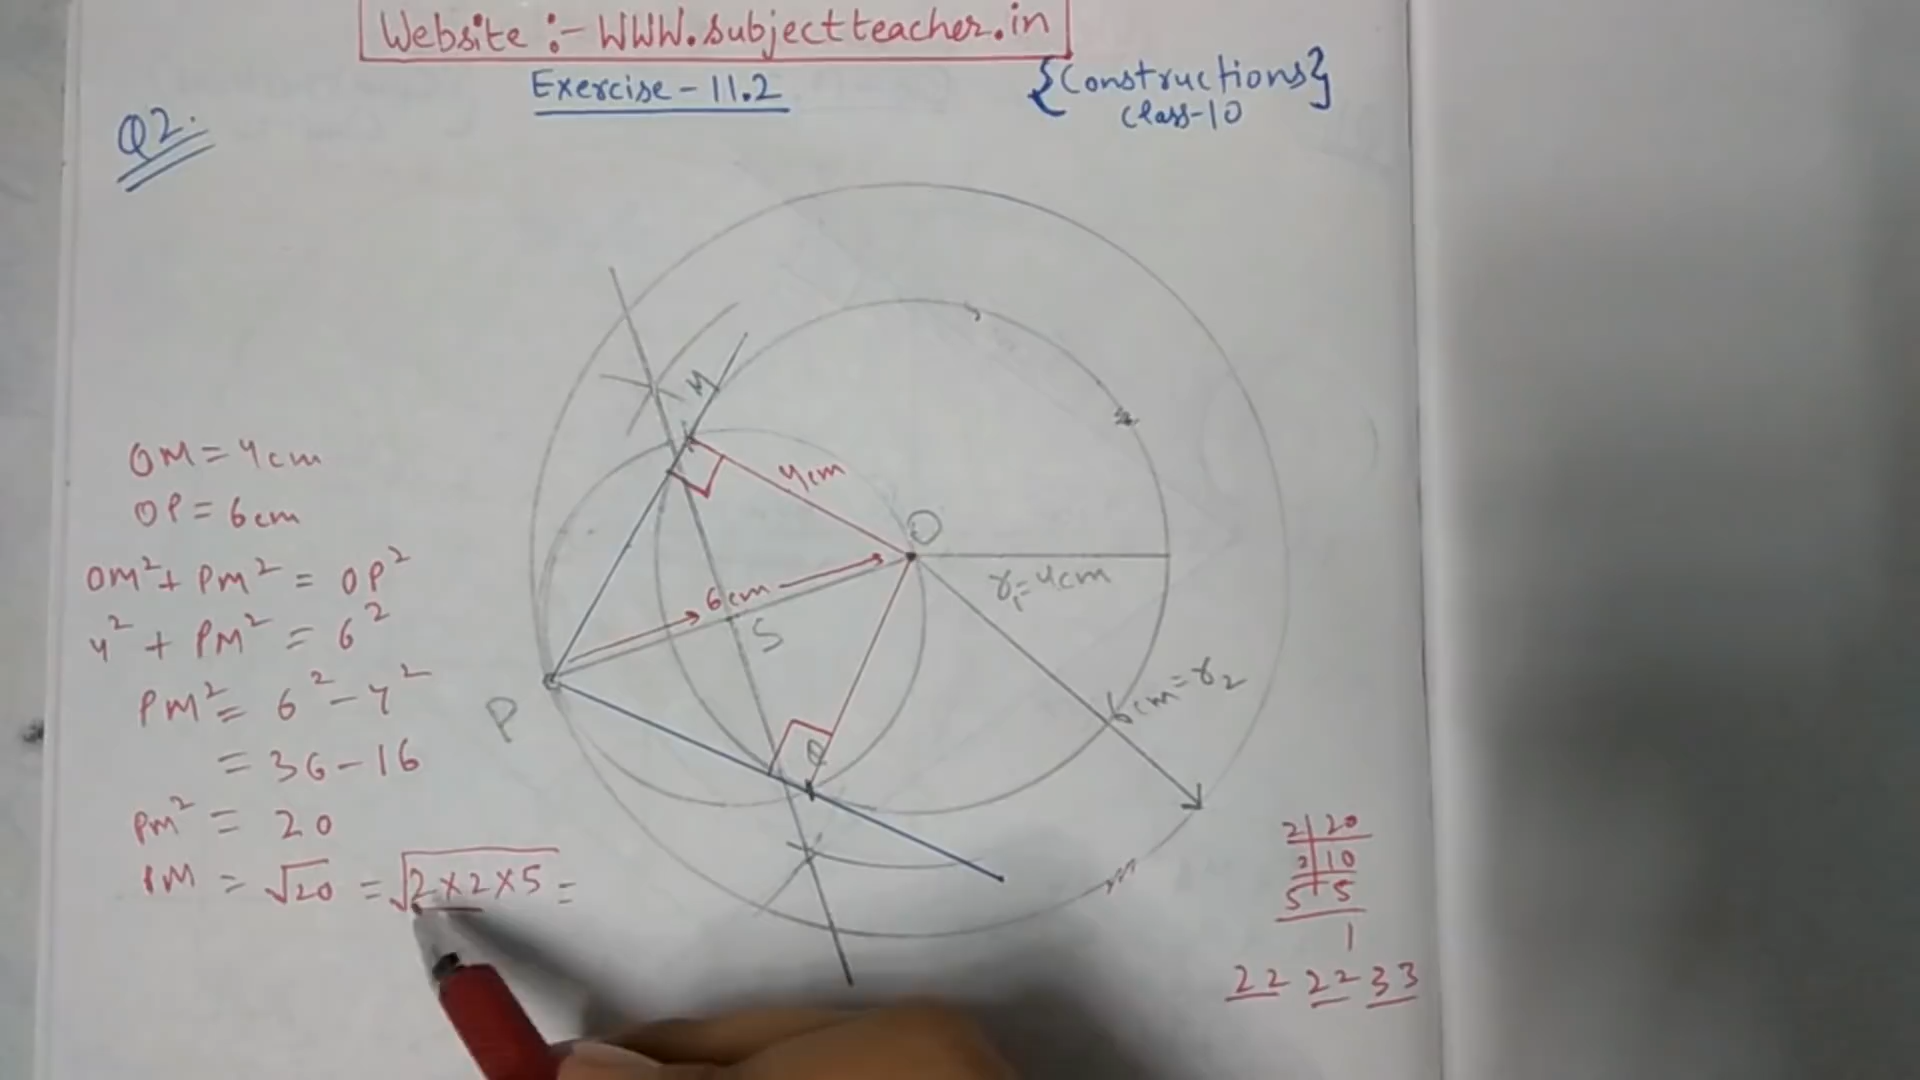 Website :- WWW.subjectteacher.in
Exercise - 11.2
{Constructions}
Class-10
Q2.
M
4cm
O
r₁=4cm
6cm
S
6cm=r₂
P
Q
OM = 4cm
OP = 6cm
OM² + PM² = OP²
4² + PM² = 6²
PM² = 6² - 4²
= 36 - 16
PM² = 20
PM = √20 = √2×2×5 =
2|20
2|10
5|5
1
22 22 33